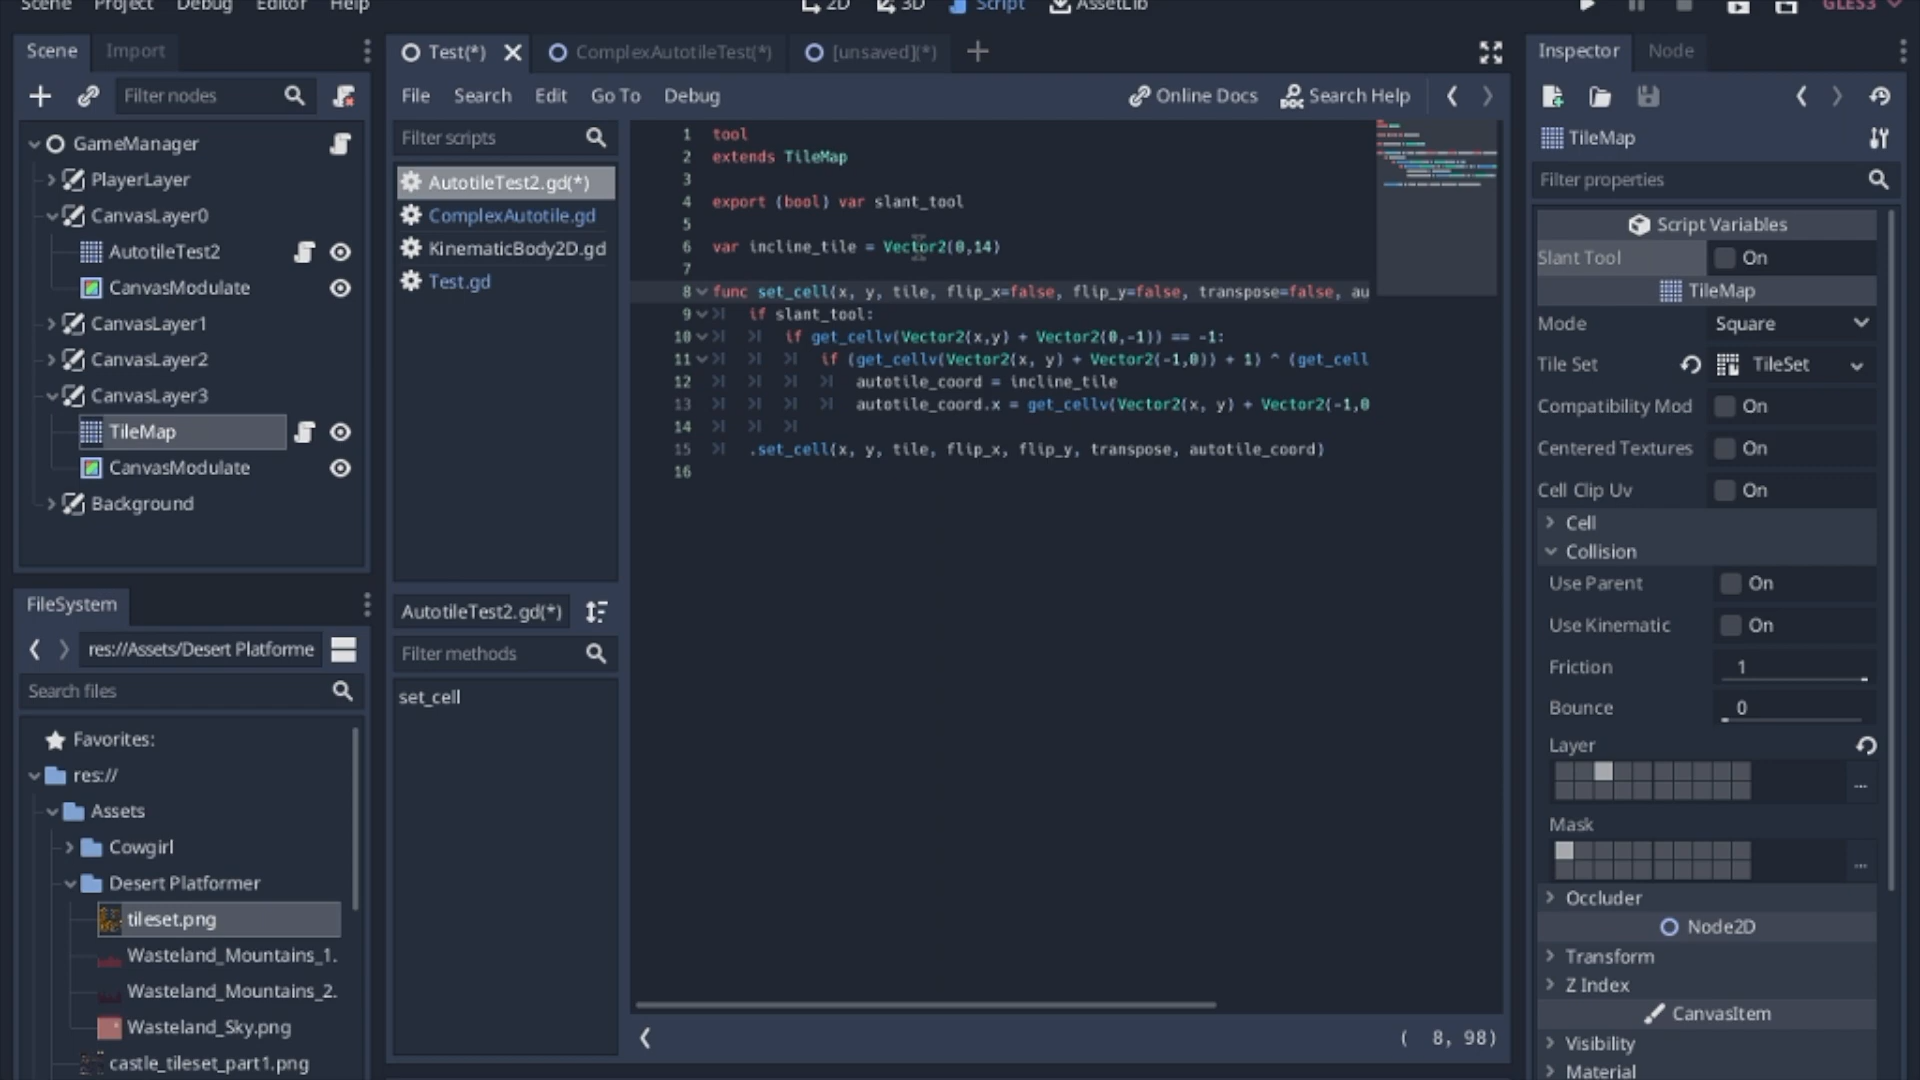 Scene Project Debug Editor Help
2D 3D Script AssetLib
GLES3
Scene Import
Filter nodes
GameManager
PlayerLayer
CanvasLayer0
AutotileTest2
CanvasModulate
CanvasLayer1
CanvasLayer2
CanvasLayer3
TileMap
CanvasModulate
Background
FileSystem
res://Assets/Desert Platforme
Search files
Favorites:
res://
Assets
Cowgirl
Desert Platformer
tileset.png
Wasteland_Mountains_1.
Wasteland_Mountains_2.
Wasteland_Sky.png
castle_tileset_part1.png
Test(*) ComplexAutotileTest(*) [unsaved](*)
File Search Edit Go To Debug
Online Docs Search Help
Filter scripts
AutotileTest2.gd(*)
ComplexAutotile.gd
KinematicBody2D.gd
Test.gd
AutotileTest2.gd(*)
Filter methods
set_cell
1 tool
2 extends TileMap
3
4 export (bool) var slant_tool
5
6 var incline_tile = Vector2(0,14)
7
8 func set_cell(x, y, tile, flip_x=false, flip_y=false, transpose=false, au
9 if slant_tool:
10 if get_cellv(Vector2(x,y) + Vector2(0,-1)) == -1:
11 if (get_cellv(Vector2(x, y) + Vector2(-1,0)) + 1) ^ (get_cell
12 autotile_coord = incline_tile
13 autotile_coord.x = get_cellv(Vector2(x, y) + Vector2(-1,0
14
15 .set_cell(x, y, tile, flip_x, flip_y, transpose, autotile_coord)
16
( 8, 98)
Inspector Node
TileMap
Filter properties
Script Variables
Slant Tool On
TileMap
Mode Square
Tile Set TileSet
Compatibility Mod On
Centered Textures On
Cell Clip Uv On
Cell
Collision
Use Parent On
Use Kinematic On
Friction 1
Bounce 0
Layer
...
Mask
...
Occluder
Node2D
Transform
Z Index
CanvasItem
Visibility
Material